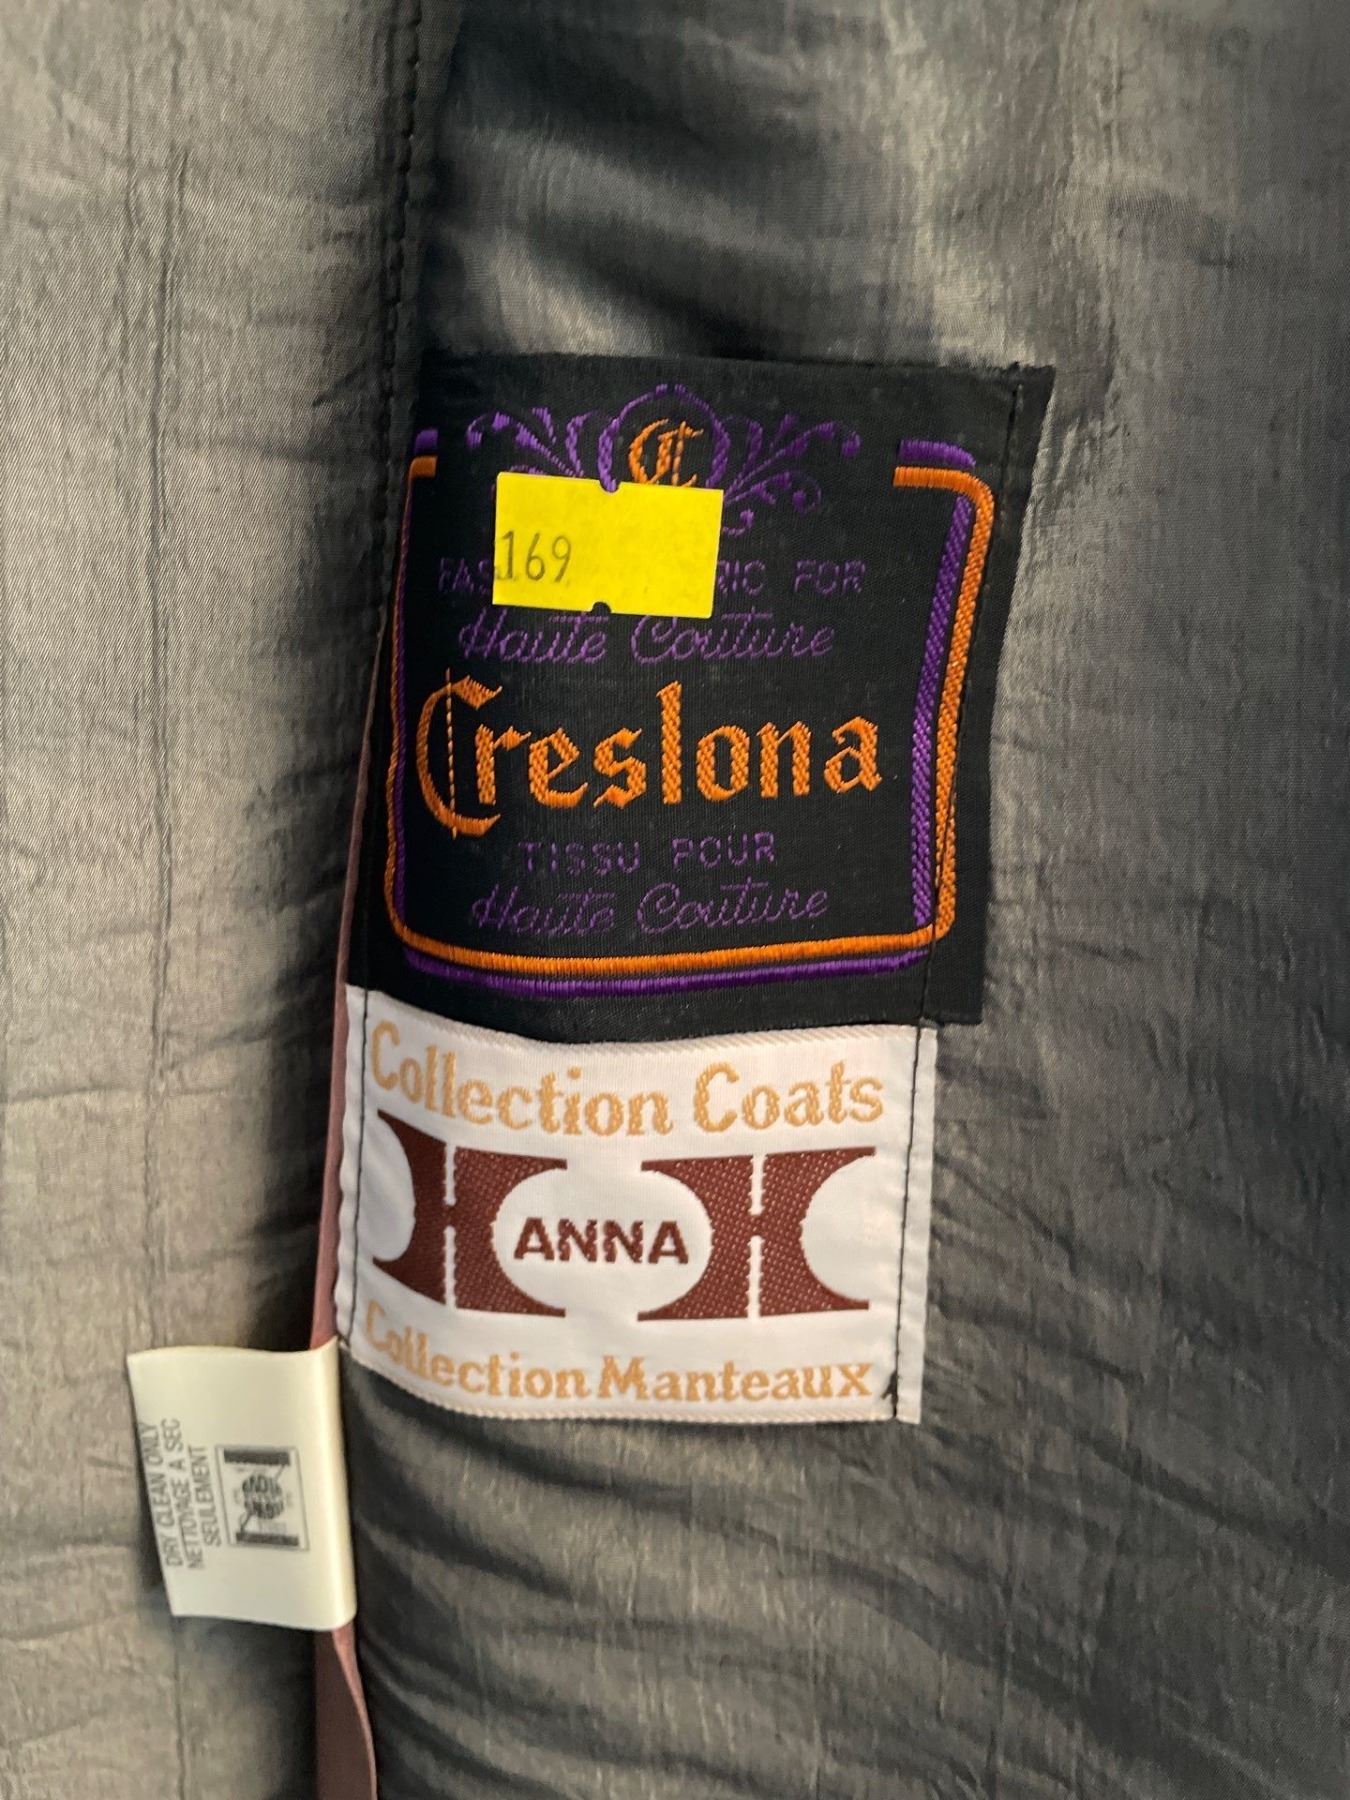 169
FOR
Haute Couture
Creslona
TISSU POUR
Haute Couture
Collection Coats
ANNA
Collection Manteaux
DRY CLEAN ONLY
NETTOYAGE A SEC
SEULEMENT